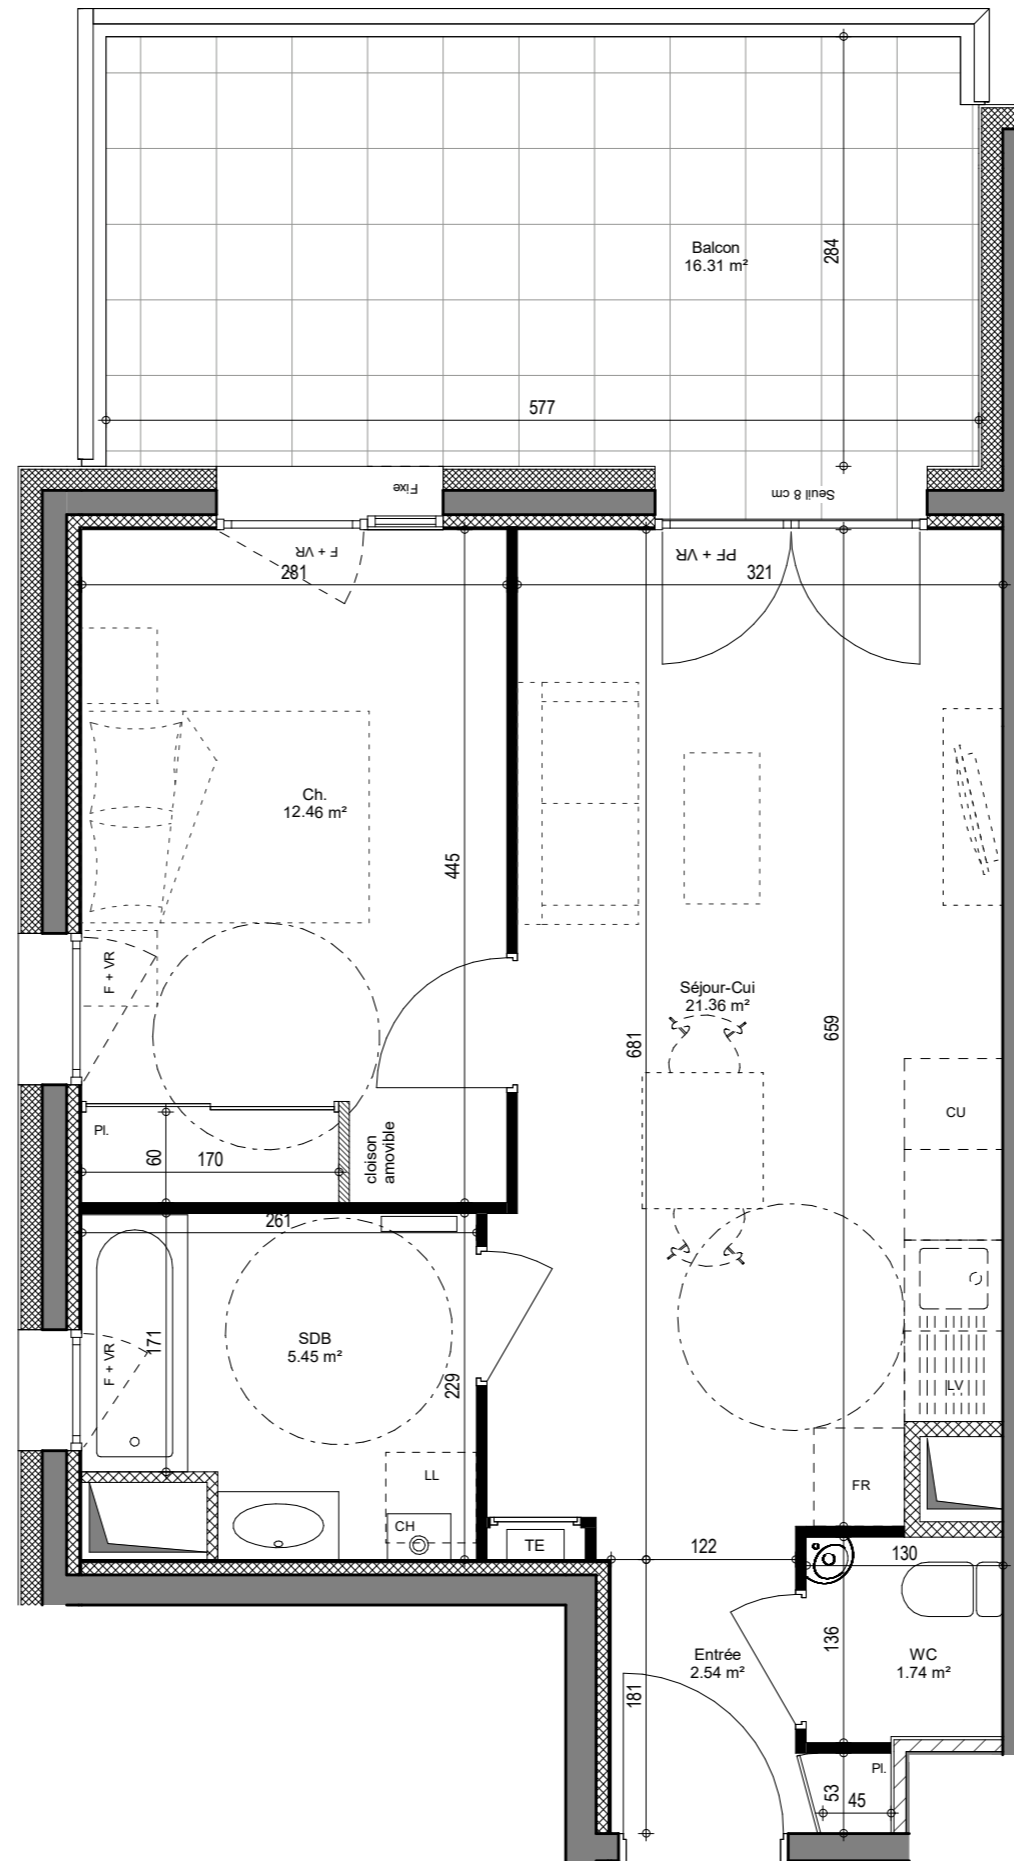 Balcon
16.31 m²
284
577
Fixe
Seuil 8 cm
F + VR
PF + VR
281
321
Ch.
12.46 m²
445
F + VR
Séjour-Cui
21.36 m²
681
659
CU
Pl.
60
170
cloison
amovible
261
SDB
5.45 m²
F + VR
171
229
LV
LL
CH
TE
FR
122
130
136
Entrée
2.54 m²
WC
1.74 m²
181
Pl.
53
45